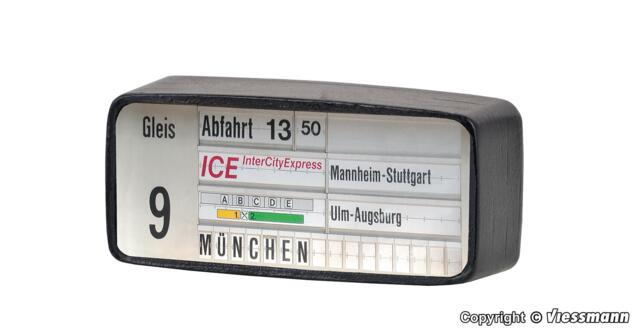 Gleis
9
Abfahrt 13 50
ICE InterCityExpress
Mannheim-Stuttgart
A B C D E
1 2
Ulm-Augsburg
MÜNCHEN
Copyright © Viessmann